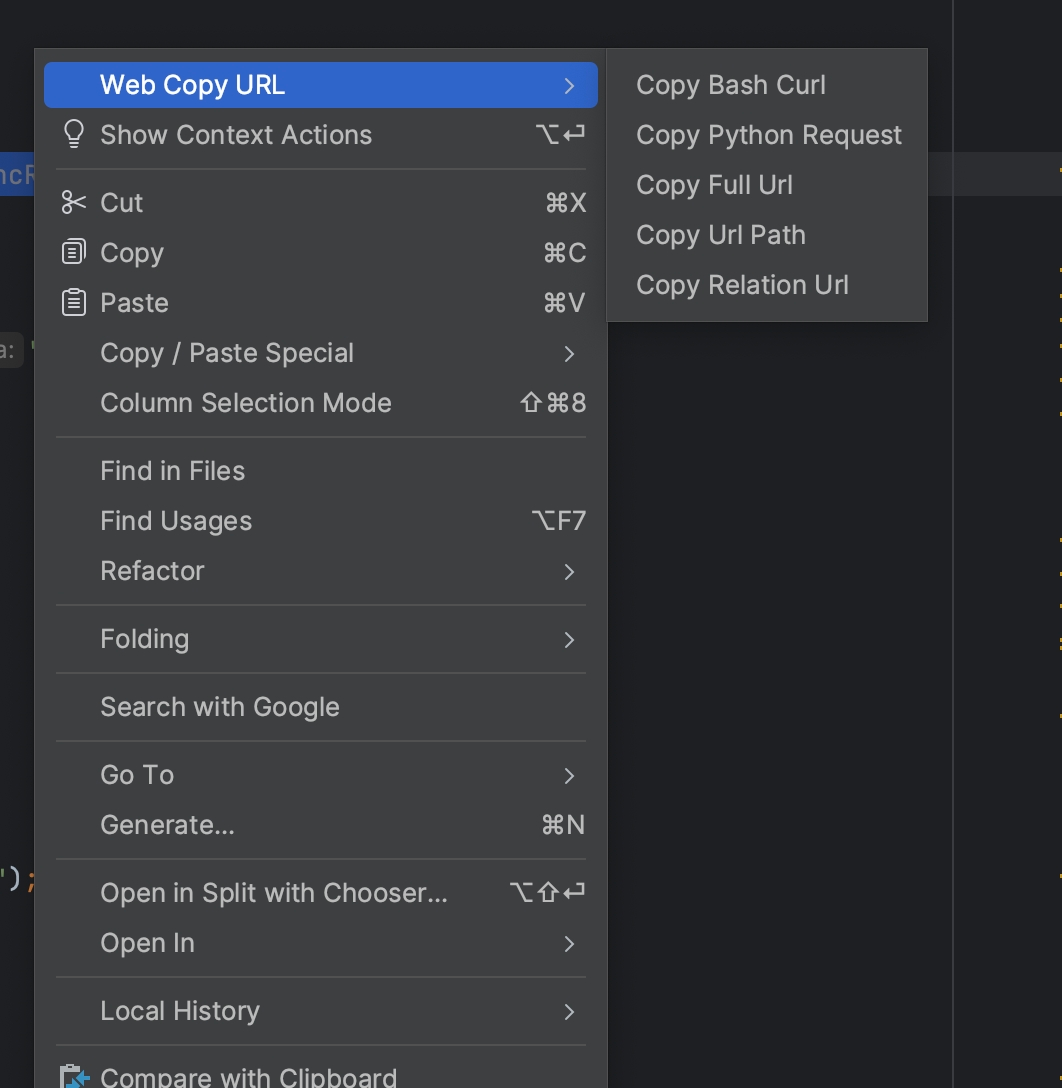 Web Copy URL
Copy Bash Curl
Show Context Actions ⌥↩
Copy Python Request
Cut ⌘X
Copy Full Url
Copy ⌘C
Copy Url Path
Paste ⌘V
Copy Relation Url
a: "
Copy / Paste Special
Column Selection Mode ⇧⌘8
Find in Files
Find Usages ⌥F7
Refactor
Folding
Search with Google
Go To
Generate... ⌘N
");
Open in Split with Chooser... ⌥⇧↩
Open In
Local History
Compare with Clipboard